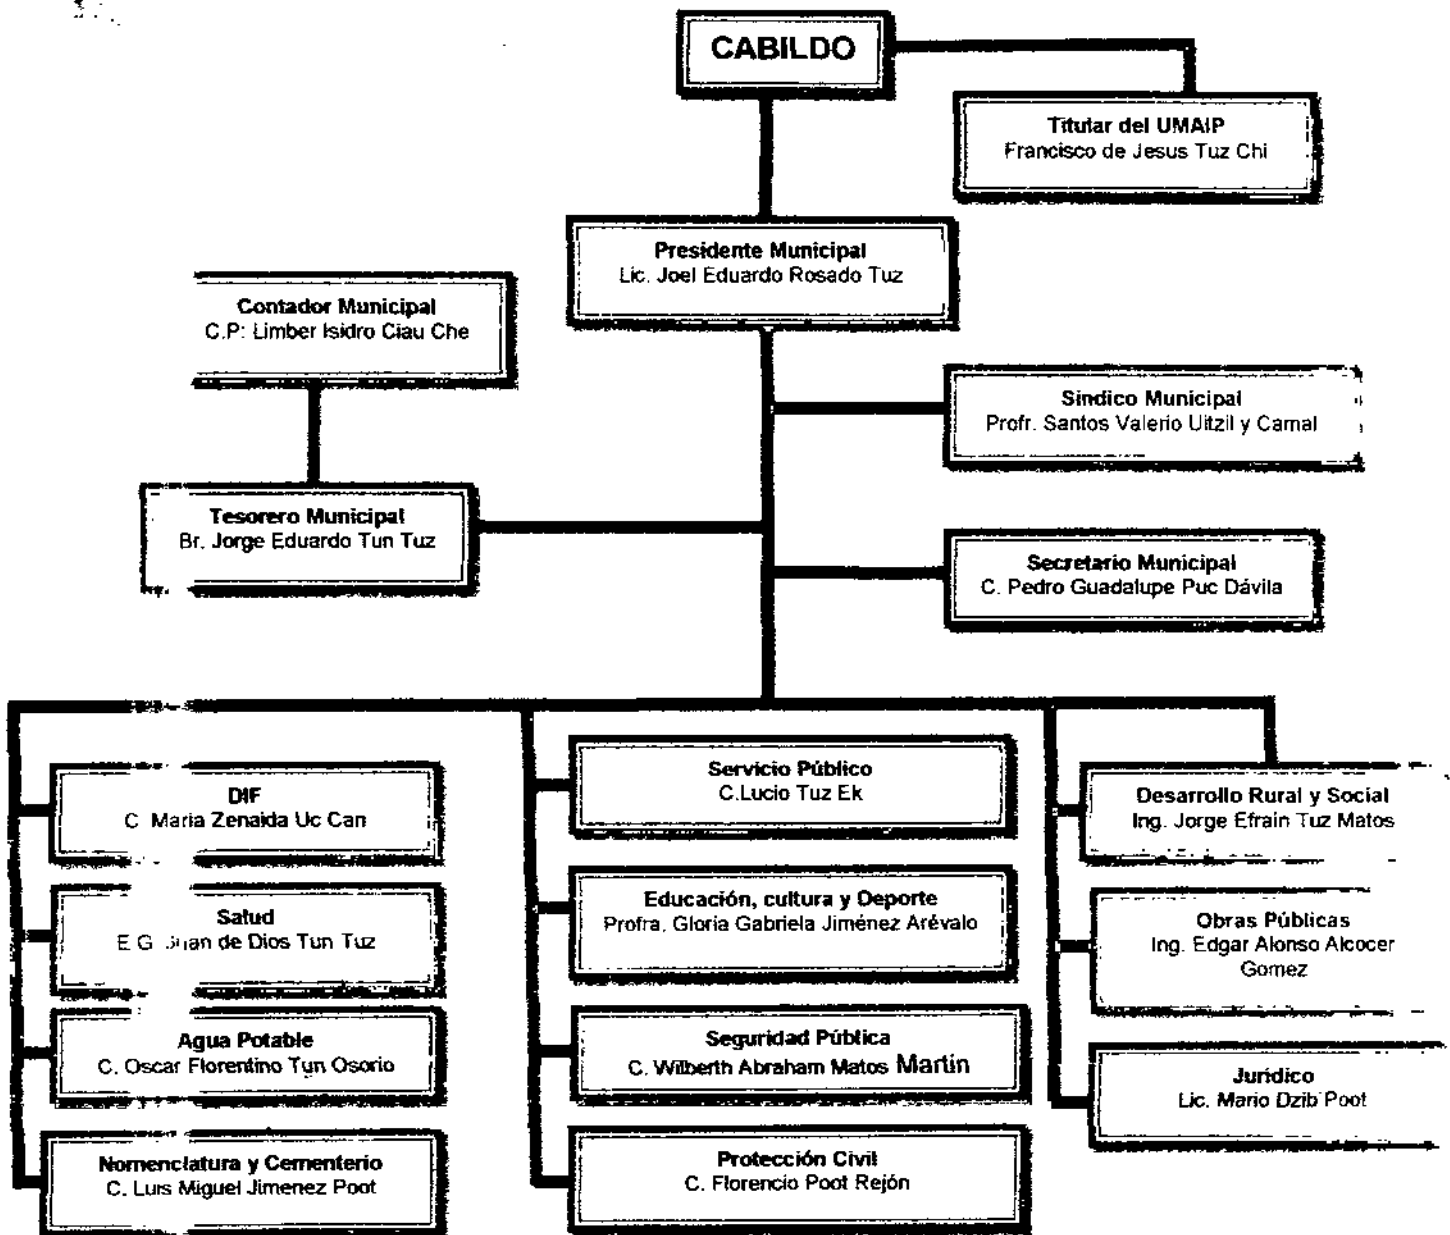 CABILDO
Titular del UMAIP
Francisco de Jesus Tuz Chi
Presidente Municipal
Lic. Joel Eduardo Rosado Tuz
Contador Municipal
C.P: Limber Isidro Ciau Che
Sindico Municipal
Profr. Santos Valerio Uitzil y Camal
Tesorero Municipal
Br. Jorge Eduardo Tun Tuz
Secretario Municipal
C. Pedro Guadalupe Puc Dávila
DIF
C. Maria Zenaida Uc Can
Salud
E.G. Juan de Dios Tun Tuz
Agua Potable
C. Oscar Florentino Tun Osorio
Nomenclatura y Cementerio
C. Luis Miguel Jimenez Poot
Servicio Público
C.Lucio Tuz Ek
Educación, cultura y Deporte
Profra. Gloria Gabriela Jiménez Arévalo
Seguridad Pública
C. Wilberth Abraham Matos Martín
Protección Civil
C. Florencio Poot Rejón
Desarrollo Rural y Social
Ing. Jorge Efrain Tuz Matos
Obras Públicas
Ing. Edgar Alonso Alcocer
Gomez
Jurídico
Lic. Mario Dzib Poot